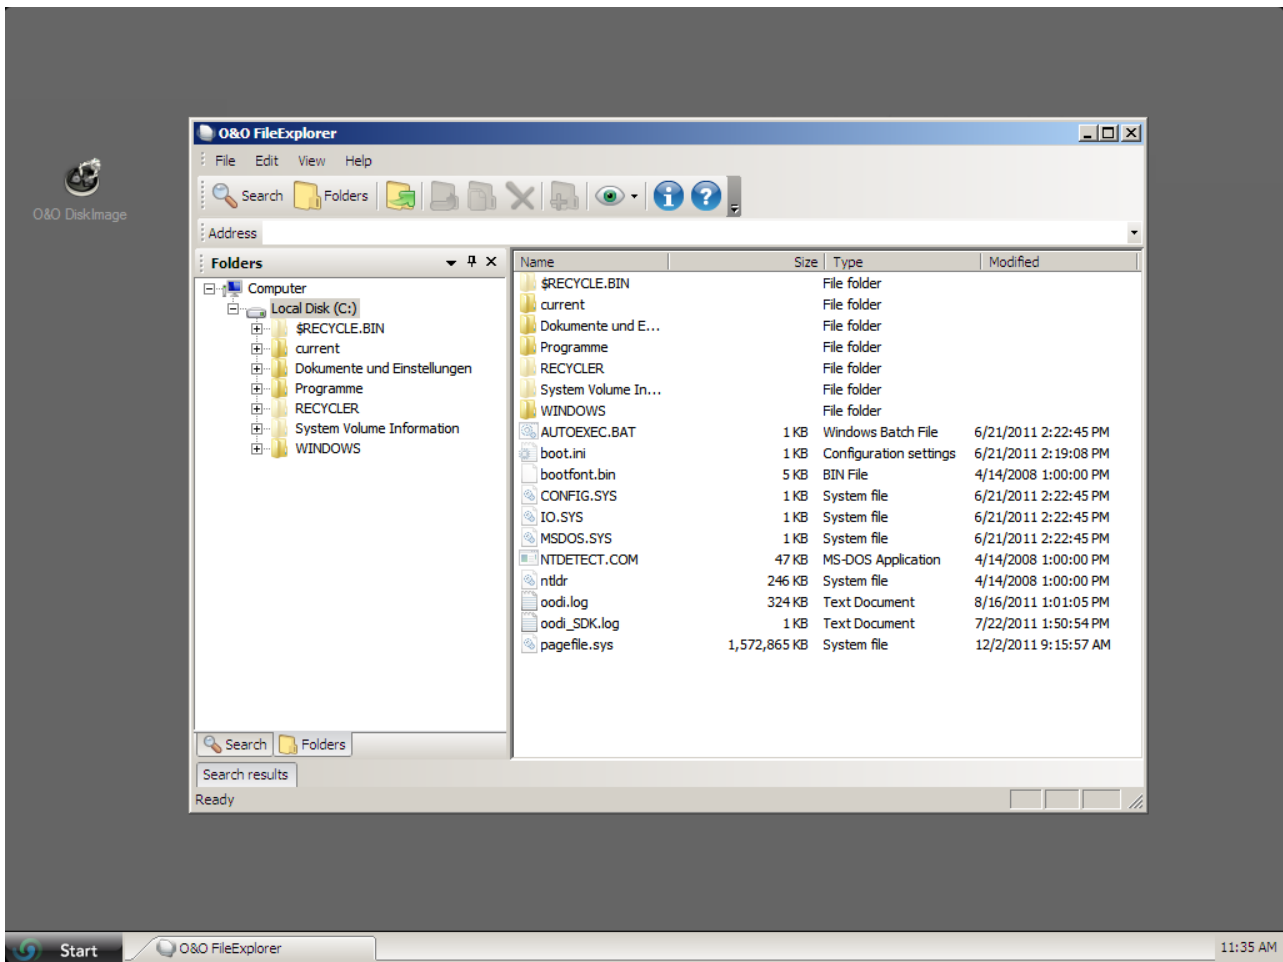 O&O DiskImage
O&O FileExplorer
File Edit View Help
Search Folders
Address
Folders
Computer
Local Disk (C:)
$RECYCLE.BIN
current
Dokumente und Einstellungen
Programme
RECYCLER
System Volume Information
WINDOWS
Name Size Type Modified
$RECYCLE.BIN File folder
current File folder
Dokumente und E... File folder
Programme File folder
RECYCLER File folder
System Volume In... File folder
WINDOWS File folder
AUTOEXEC.BAT 1 KB Windows Batch File 6/21/2011 2:22:45 PM
boot.ini 1 KB Configuration settings 6/21/2011 2:19:08 PM
bootfont.bin 5 KB BIN File 4/14/2008 1:00:00 PM
CONFIG.SYS 1 KB System file 6/21/2011 2:22:45 PM
IO.SYS 1 KB System file 6/21/2011 2:22:45 PM
MSDOS.SYS 1 KB System file 6/21/2011 2:22:45 PM
NTDETECT.COM 47 KB MS-DOS Application 4/14/2008 1:00:00 PM
ntldr 246 KB System file 4/14/2008 1:00:00 PM
oodi.log 324 KB Text Document 8/16/2011 1:01:05 PM
oodi_SDK.log 1 KB Text Document 7/22/2011 1:50:54 PM
pagefile.sys 1,572,865 KB System file 12/2/2011 9:15:57 AM
Search Folders
Search results
Ready
Start O&O FileExplorer 11:35 AM